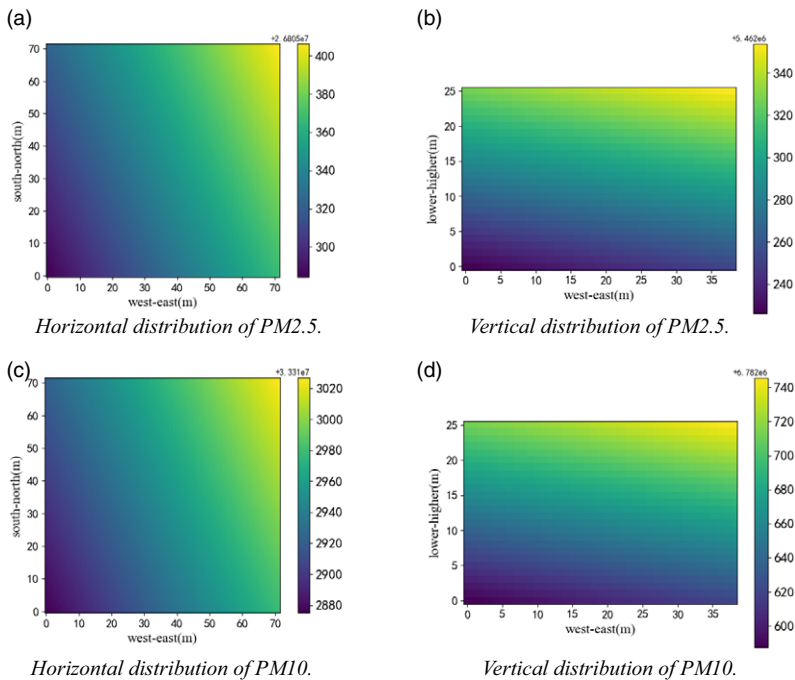 (a)
+2.6805e7
70
60
50
40
30
20
10
0
south-north(m)
0 10 20 30 40 50 60 70
west-east(m)
400
380
360
340
320
300
Horizontal distribution of PM2.5.
(b)
+5.462e6
25
20
15
10
5
0
lower-higher(m)
0 5 10 15 20 25 30 35
west-east(m)
340
320
300
280
260
240
Vertical distribution of PM2.5.
(c)
+3.331e7
70
60
50
40
30
20
10
0
south-north(m)
0 10 20 30 40 50 60 70
west-east(m)
3020
3000
2980
2960
2940
2920
2900
2880
Horizontal distribution of PM10.
(d)
+6.782e6
25
20
15
10
5
0
lower-higher(m)
0 5 10 15 20 25 30 35
west-east(m)
740
720
700
680
660
640
620
600
Vertical distribution of PM10.